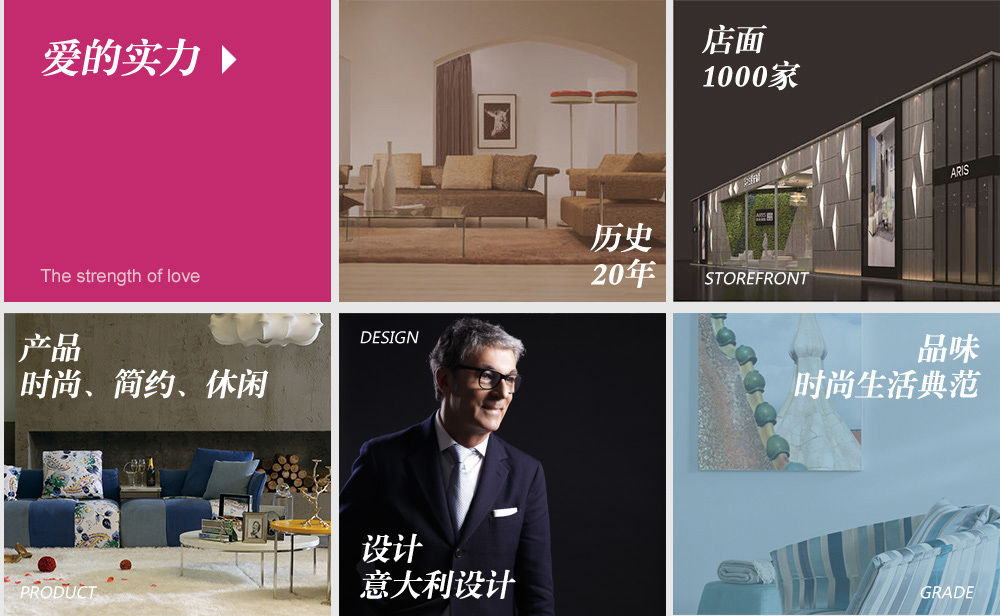 爱的实力
The strength of love
历史
20年
店面
1000家
ARIS
ARIS
STOREFRONT
产品
时尚、简约、休闲
PRODUCT
DESIGN
设计
意大利设计
品味
时尚生活典范
GRADE